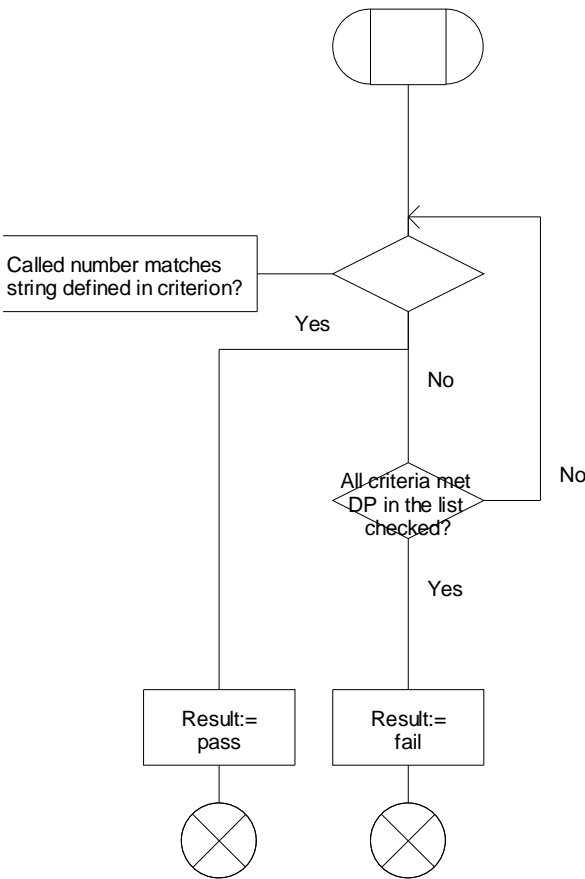 Called number matches
string defined in criterion?
Yes
No
All criteria met
DP in the list
checked?
No
Yes
Result:=
pass
Result:=
fail